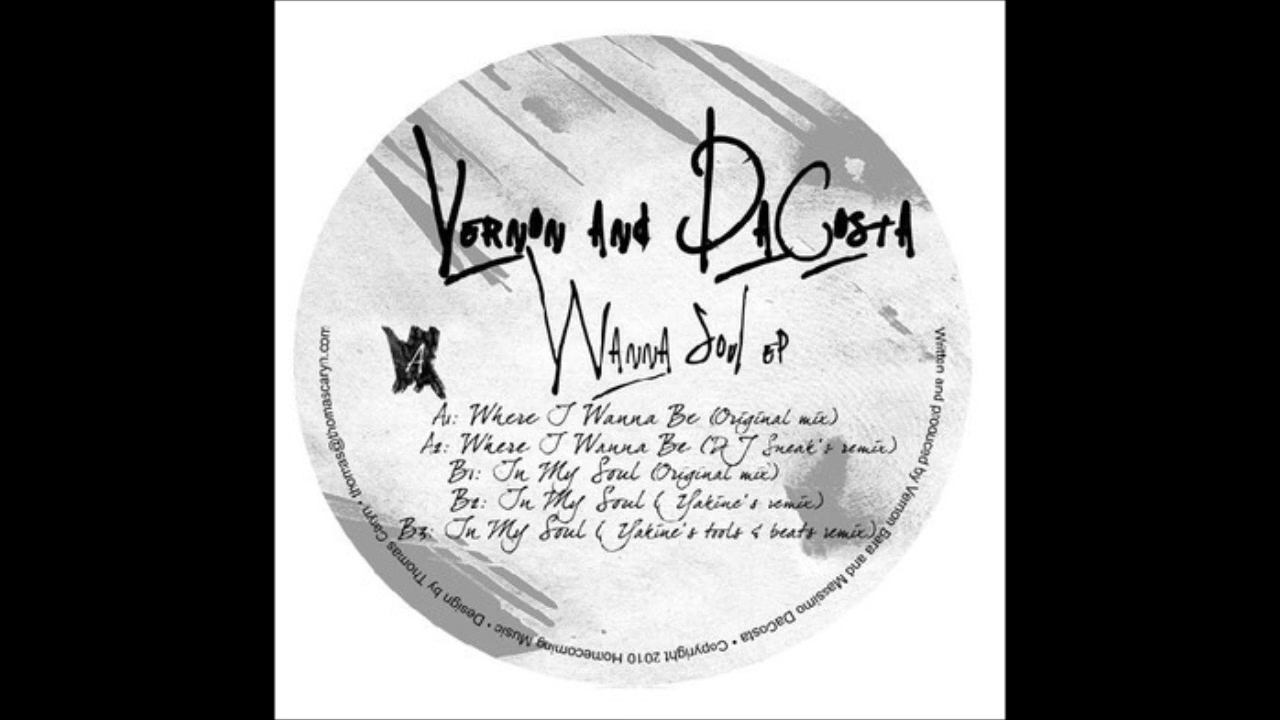 Vernon and DaCosta
Wanna Soul EP
A
A1: Where I Wanna Be (Original mix)
A2: Where I Wanna Be (DJ Sneak's remix)
B1: In My Soul (Original mix)
B2: In My Soul ( Yakine's remix)
B3: In My Soul ( Yakine's tools & beats remix)
Written and produced by Vernon Bara and Massimo DaCosta • Copyright 2010 Homecoming Music • Design by Thomas Caryn • thomas@thomascaryn.com